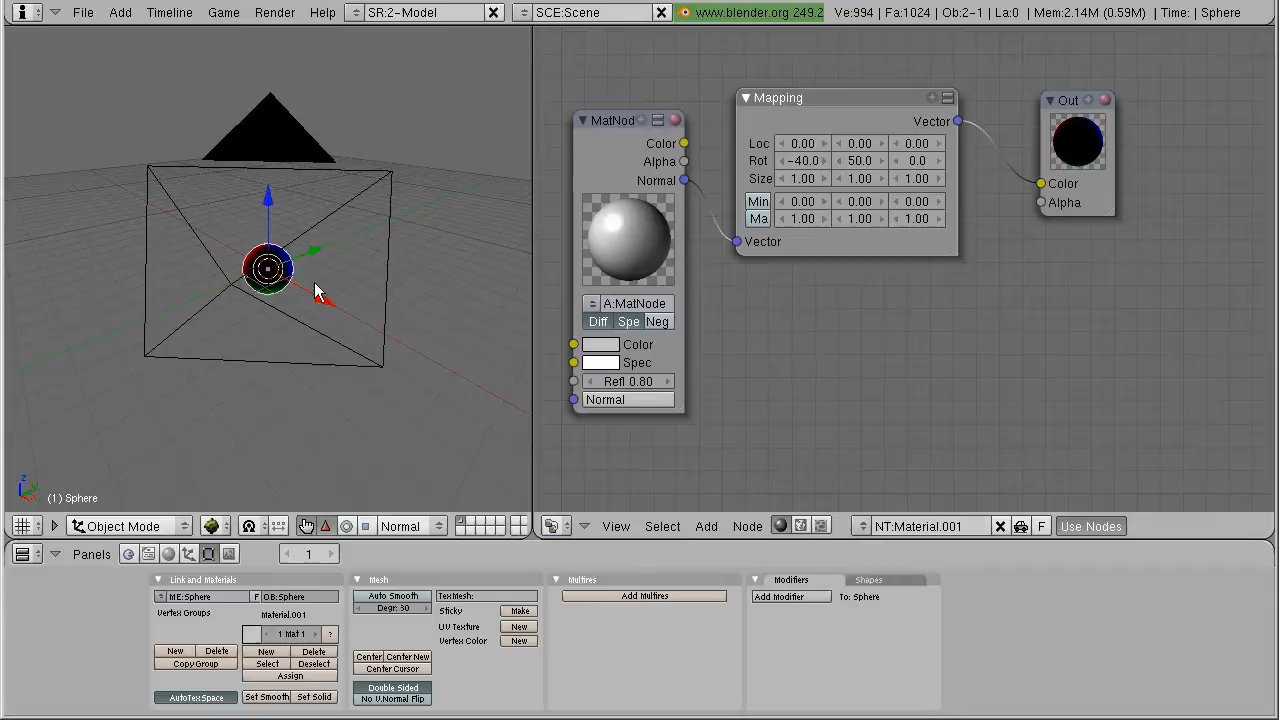 File Add Timeline Game Render Help SR:2-Model SCE:Scene www.blender.org 249.2 Ve:994 | Fa:1024 | Ob:2-1 | La:0 | Mem:2.14M (0.59M) | Time: | Sphere
MatNod
Color
Alpha
Normal
A:MatNode
Diff Spe Neg
Color
Spec
Refl 0.80
Normal
Mapping
Vector
Loc 0.00 0.00 0.00
Rot -40.0 50.0 0.0
Size 1.00 1.00 1.00
Min 0.00 0.00 0.00
Ma 1.00 1.00 1.00
Vector
Out
Color
Alpha
z
(1) Sphere
Object Mode Normal
View Select Add Node NT:Material.001 F Use Nodes
Panels 1
Link and Materials
ME:Sphere F OB:Sphere
Vertex Groups
Material.001
1 Mat 1 ?
New Delete New Delete
Copy Group Select Deselect
Assign
AutoTexSpace Set Smooth Set Solid
Mesh
Auto Smooth TexMesh:
Degr: 30 Sticky Make
UV Texture New
Vertex Color New
Center Center New
Center Cursor
Double Sided
No V.Normal Flip
Multires
Add Multires
Modifiers Shapes
Add Modifier To: Sphere